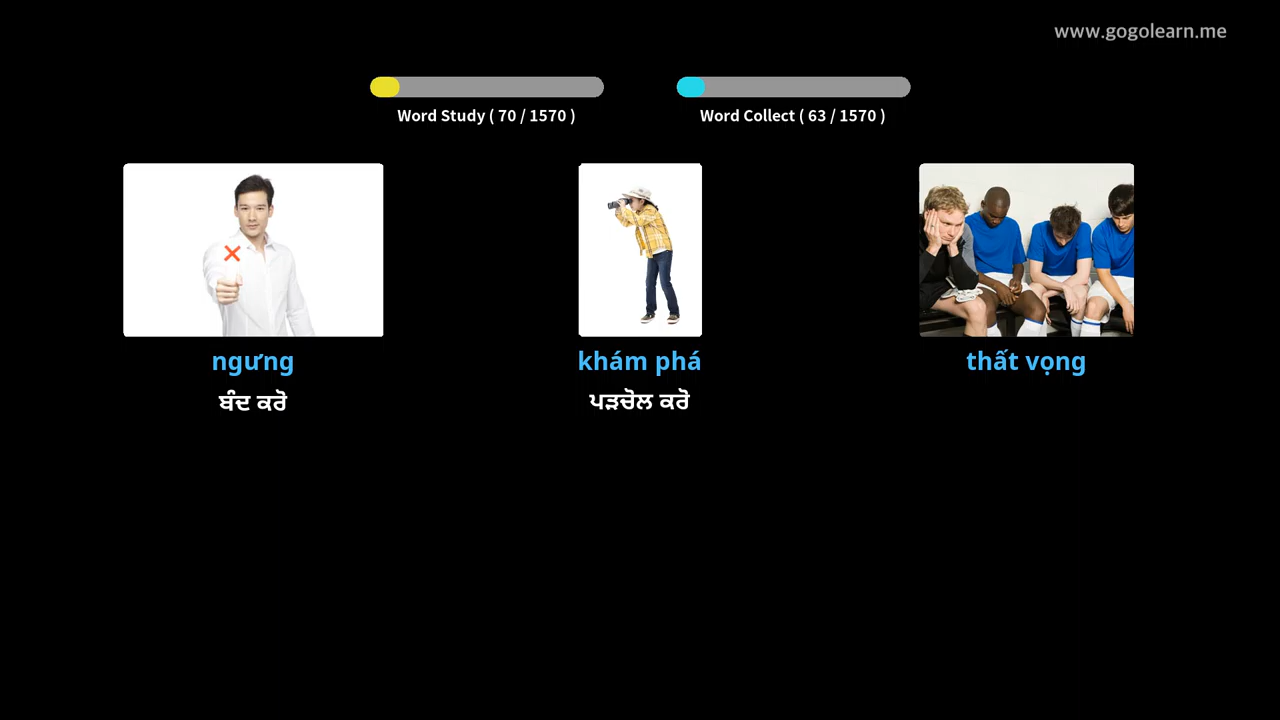 www.gogolearn.me
Word Study ( 70 / 1570 )
Word Collect ( 63 / 1570 )
ngưng
khám phá
thất vọng
ਬੰਦ ਕਰੋ
ਪੜਚੋਲ ਕਰੋ